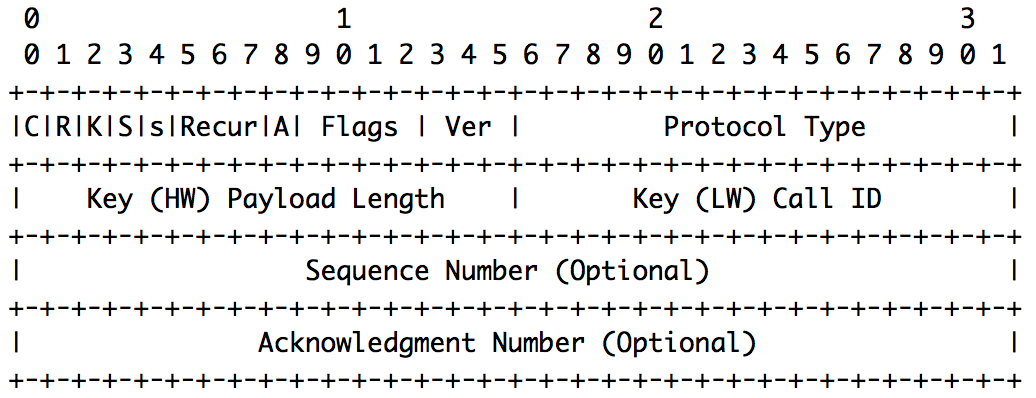 0                   1                   2                   3
 0 1 2 3 4 5 6 7 8 9 0 1 2 3 4 5 6 7 8 9 0 1 2 3 4 5 6 7 8 9 0 1
+-+-+-+-+-+-+-+-+-+-+-+-+-+-+-+-+-+-+-+-+-+-+-+-+-+-+-+-+-+-+-+-+
|C|R|K|S|s|Recur|A| Flags | Ver |         Protocol Type         |
+-+-+-+-+-+-+-+-+-+-+-+-+-+-+-+-+-+-+-+-+-+-+-+-+-+-+-+-+-+-+-+-+
|    Key (HW) Payload Length    |       Key (LW) Call ID        |
+-+-+-+-+-+-+-+-+-+-+-+-+-+-+-+-+-+-+-+-+-+-+-+-+-+-+-+-+-+-+-+-+
|                  Sequence Number (Optional)                   |
+-+-+-+-+-+-+-+-+-+-+-+-+-+-+-+-+-+-+-+-+-+-+-+-+-+-+-+-+-+-+-+-+
|               Acknowledgment Number (Optional)                |
+-+-+-+-+-+-+-+-+-+-+-+-+-+-+-+-+-+-+-+-+-+-+-+-+-+-+-+-+-+-+-+-+